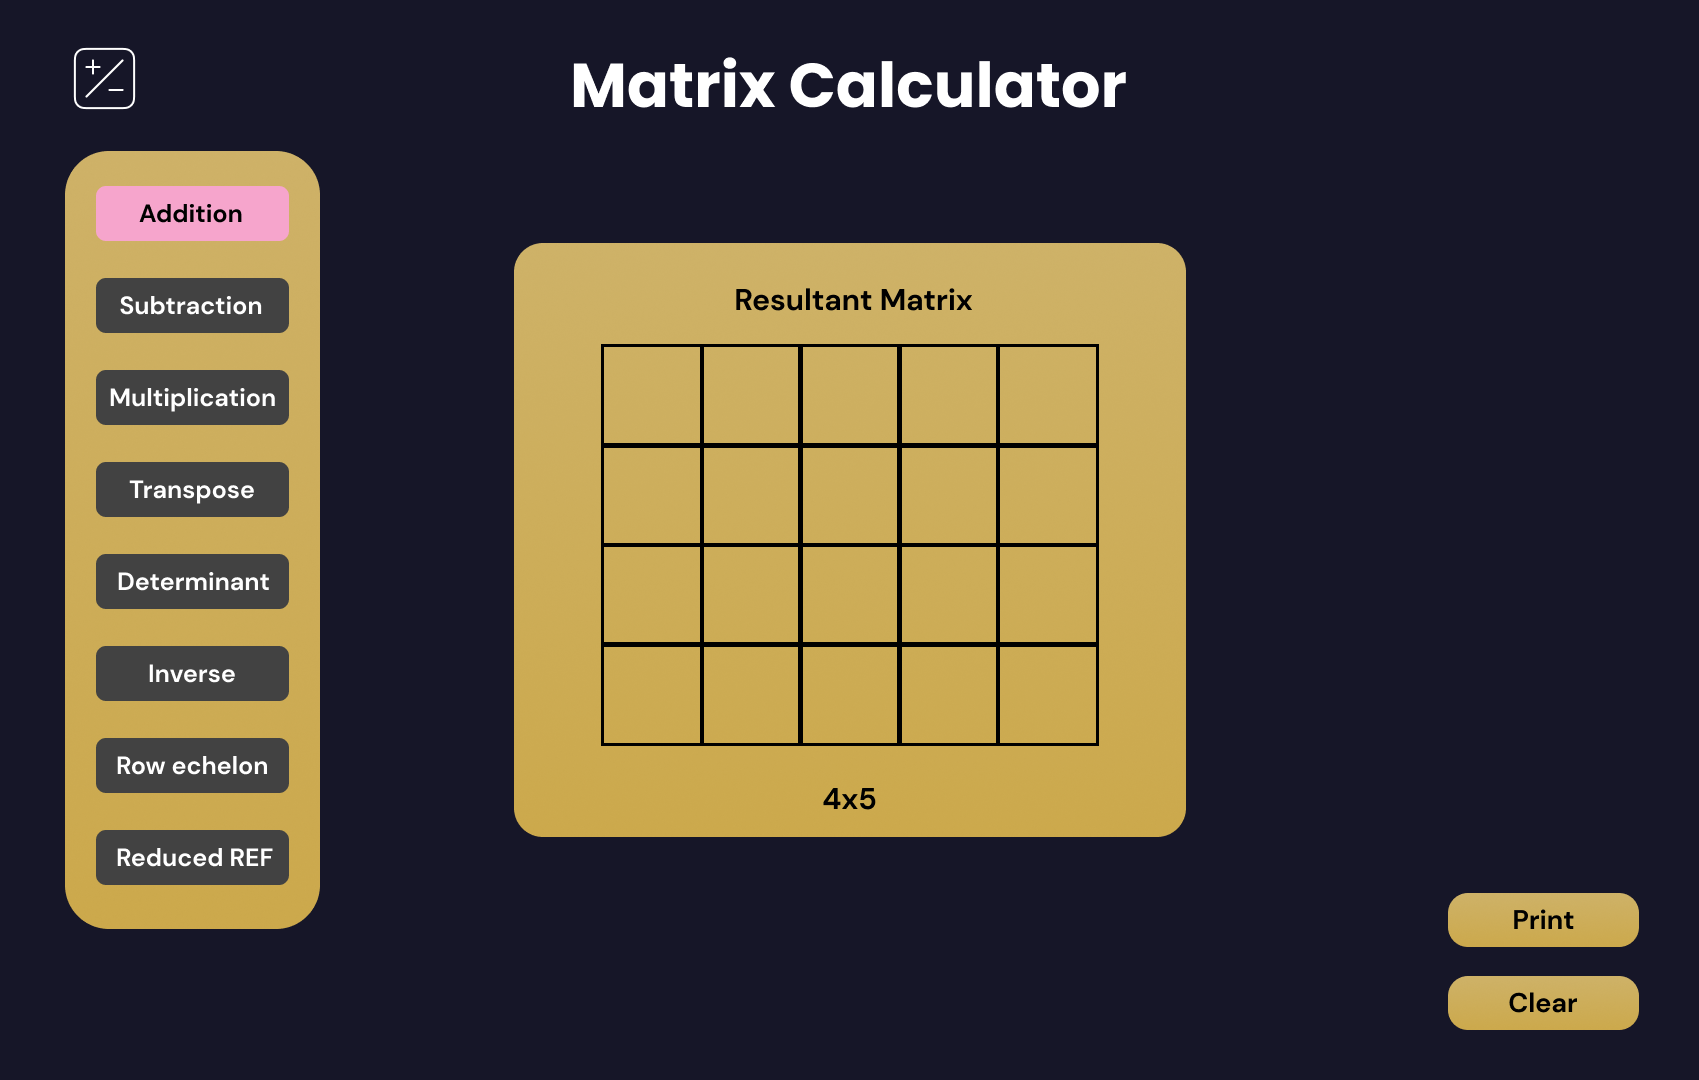 Matrix Calculator
Addition
Subtraction
Multiplication
Transpose
Determinant
Inverse
Row echelon
Reduced REF
Resultant Matrix
4x5
Print
Clear